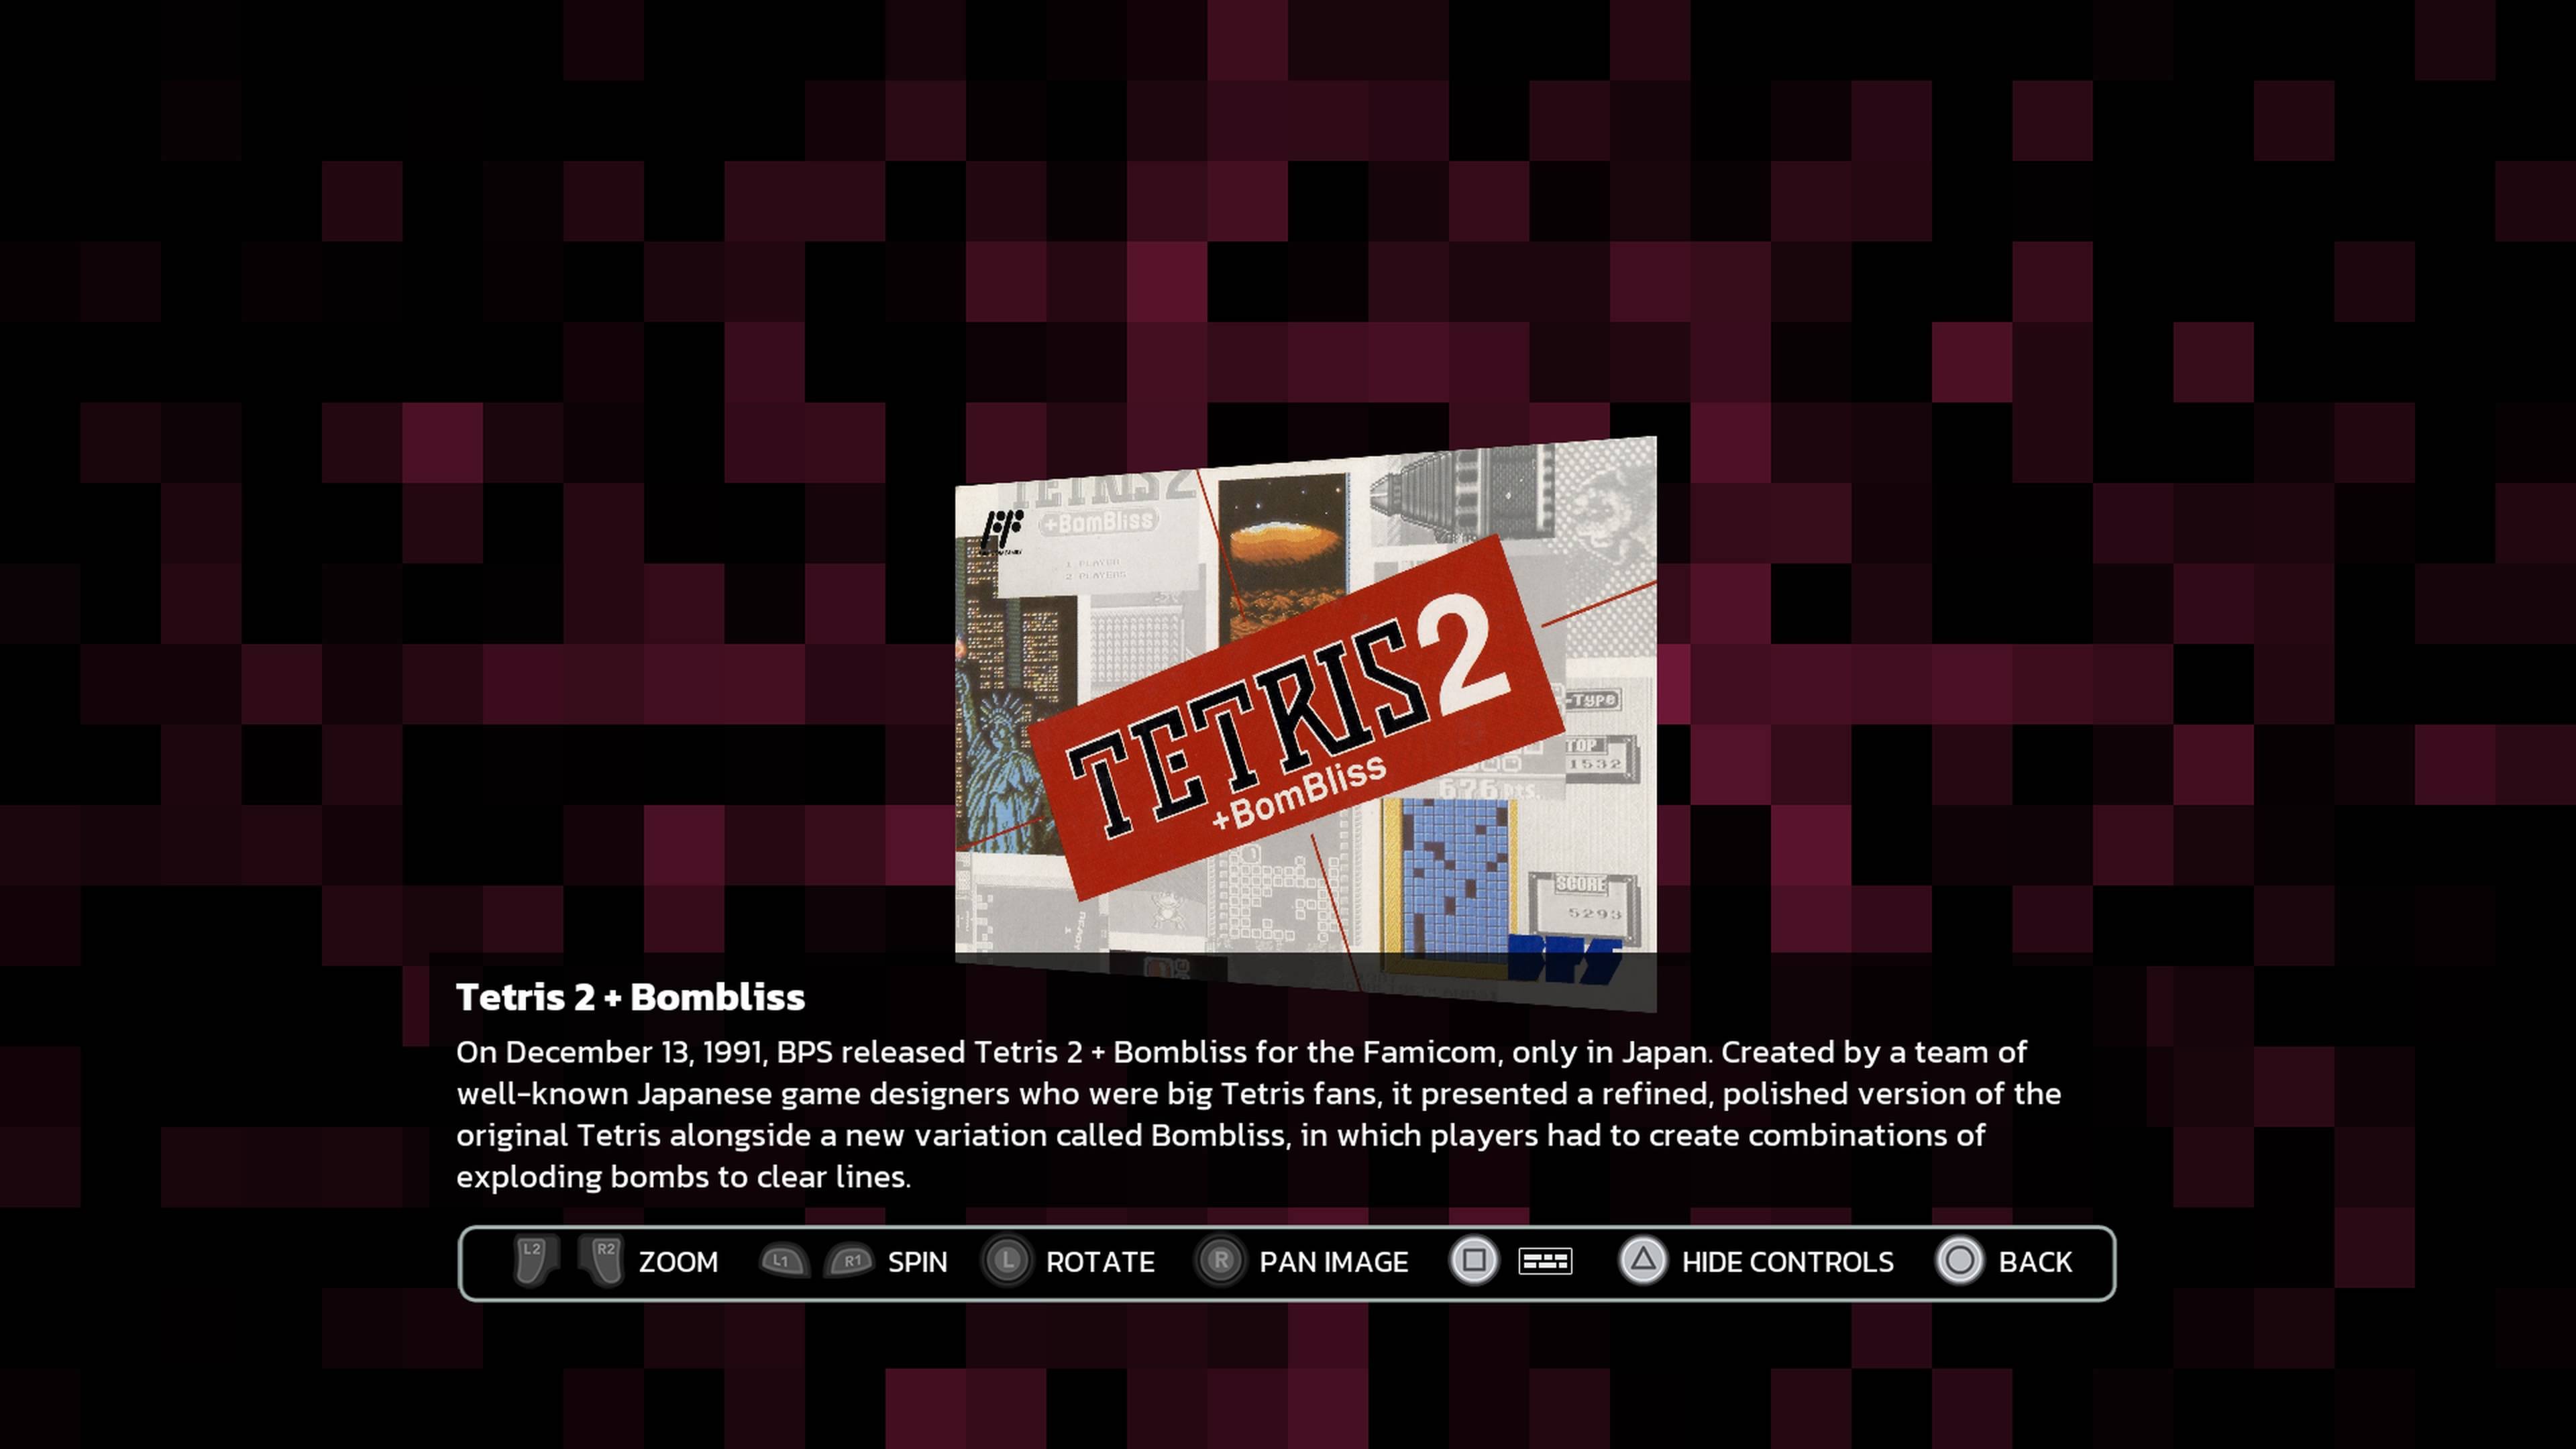 TETRIS 2
+BomBliss
1 PLAYER
2 PLAYERS
TETRIS2
+BomBliss
-Type
TOP
1532
676 pts.
SCORE
5293
BPS
READY
Tetris 2 + Bombliss
On December 13, 1991, BPS released Tetris 2 + Bombliss for the Famicom, only in Japan. Created by a team of
well-known Japanese game designers who were big Tetris fans, it presented a refined, polished version of the
original Tetris alongside a new variation called Bombliss, in which players had to create combinations of
exploding bombs to clear lines.
L2 R2 ZOOM L1 R1 SPIN L ROTATE R PAN IMAGE HIDE CONTROLS BACK